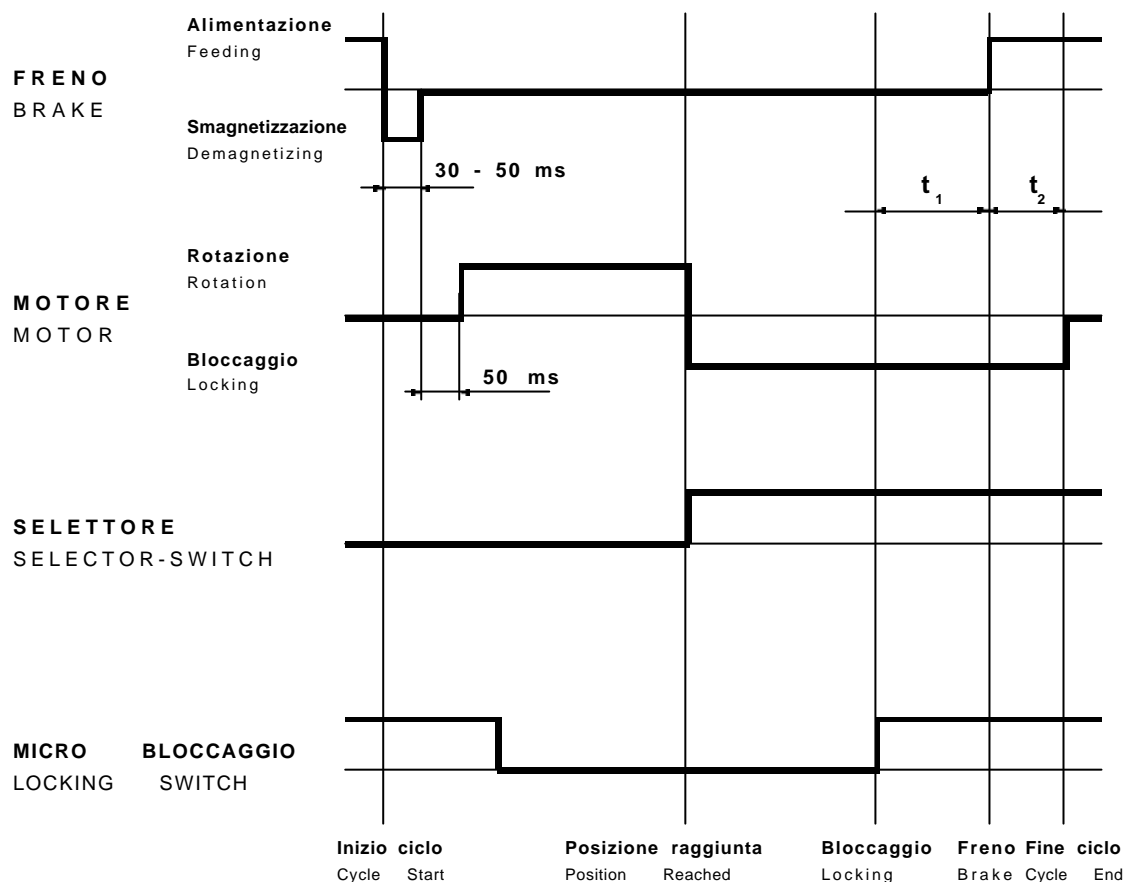 Alimentazione
Feeding
FRENO
BRAKE
Smagnetizzazione
Demagnetizing
30 - 50 ms
t1 t2
Rotazione
Rotation
MOTORE
MOTOR
Bloccaggio
Locking
50 ms
SELETTORE
SELECTOR-SWITCH
MICRO BLOCCAGGIO
LOCKING SWITCH
Inizio ciclo Posizione raggiunta Bloccaggio Freno Fine ciclo
Cycle Start Position Reached Locking Brake Cycle End